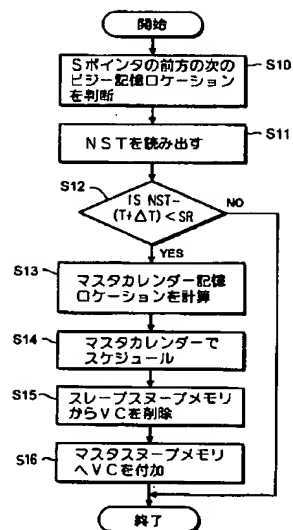 開始
Sポインタの前方の次の
ビジー記憶ロケーション
を判断
S10
NSTを読み出す
S11
S12
IS NST-
(T+ΔT)<SR
NO
YES
S13
マスタカレンダー記憶
ロケーションを計算
S14
マスタカレンダーで
スケジュール
S15
スレーブスヌープメモリ
からVCを削除
S16
マスタスヌープメモリ
へVCを付加
終了